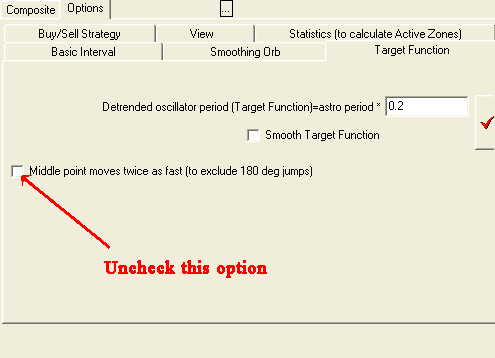 Composite Options ...
Buy/Sell Strategy View Statistics (to calculate Active Zones)
Basic Interval Smoothing Orb Target Function
Detrended oscillator period (Target Function)=astro period * 0.2
Smooth Target Function
Middle point moves twice as fast (to exclude 180 deg jumps)
Uncheck this option